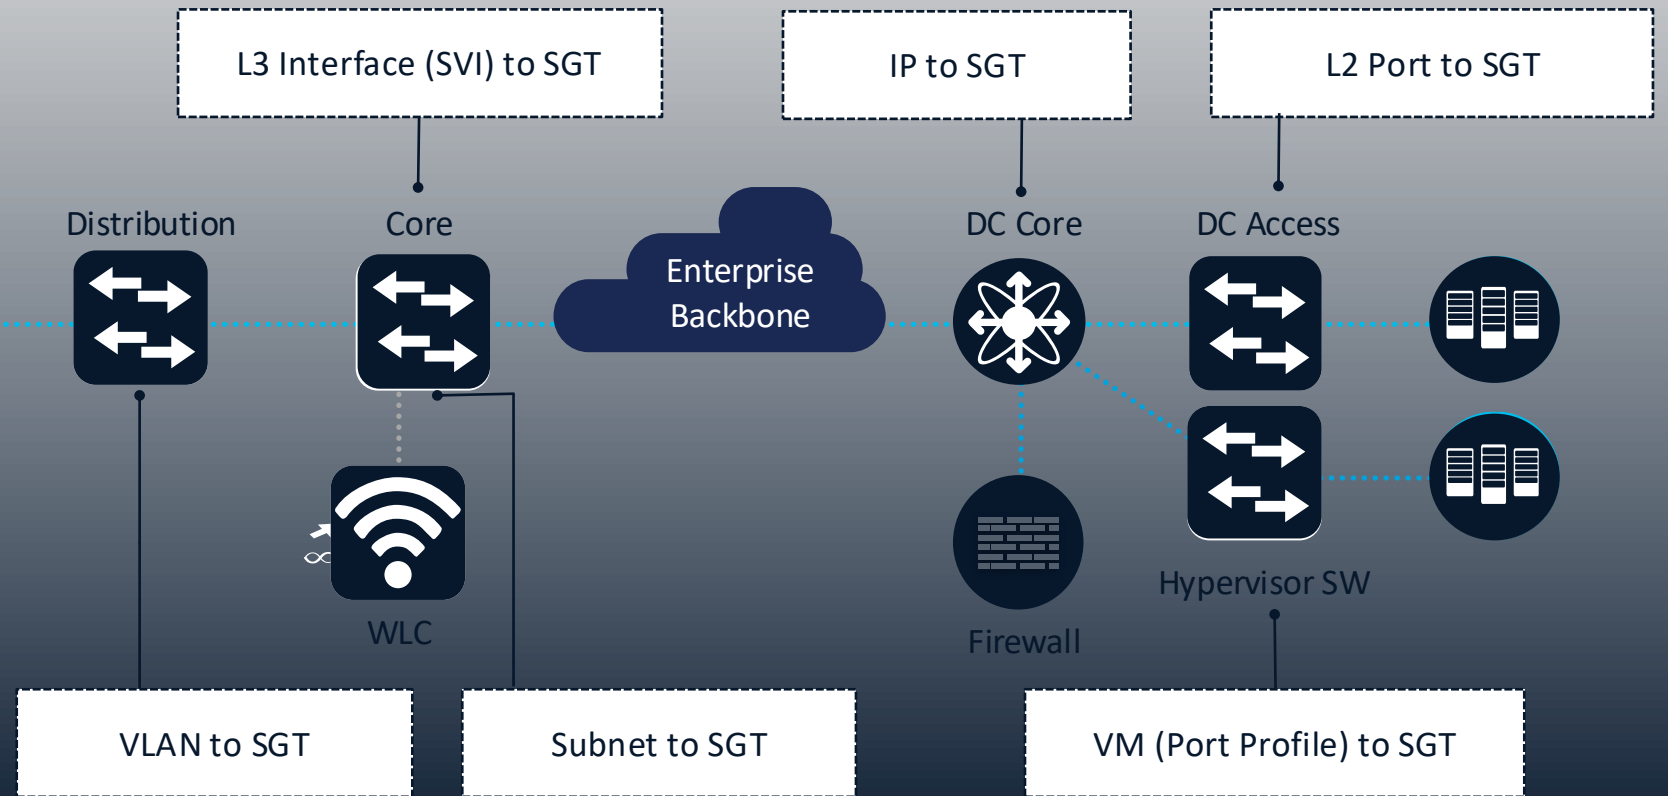 L3 Interface (SVI) to SGT
IP to SGT
L2 Port to SGT
Distribution
Core
Enterprise
Backbone
DC Core
DC Access
WLC
Firewall
Hypervisor SW
VLAN to SGT
Subnet to SGT
VM (Port Profile) to SGT